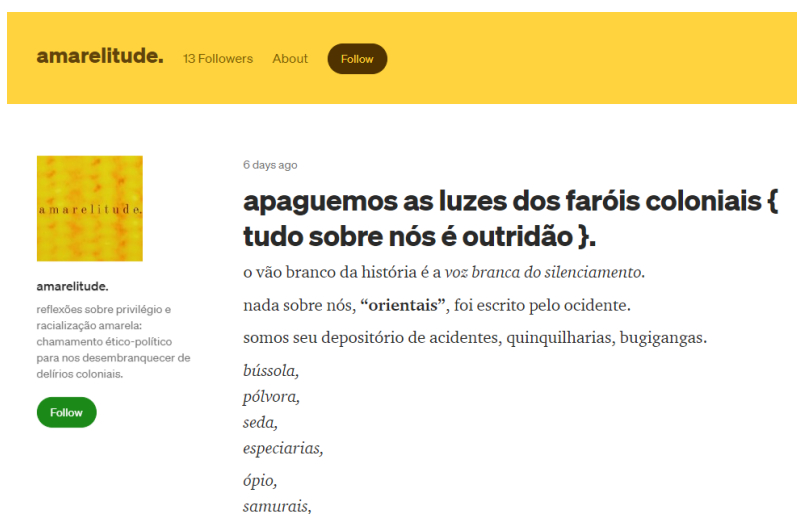 amarelitude. 13 Followers About Follow
amarelitude.
amarelitude.
reflexões sobre privilégio e
racialização amarela:
chamamento ético-político
para nos desembranquecer de
delírios coloniais.
Follow
6 days ago
apaguemos as luzes dos faróis coloniais {
tudo sobre nós é outridão }.
o vão branco da história é a voz branca do silenciamento.
nada sobre nós, “orientais”, foi escrito pelo ocidente.
somos seu depositório de acidentes, quinquilharias, bugigangas.
bússola,
pólvora,
seda,
especiarias,
ópio,
samurais,